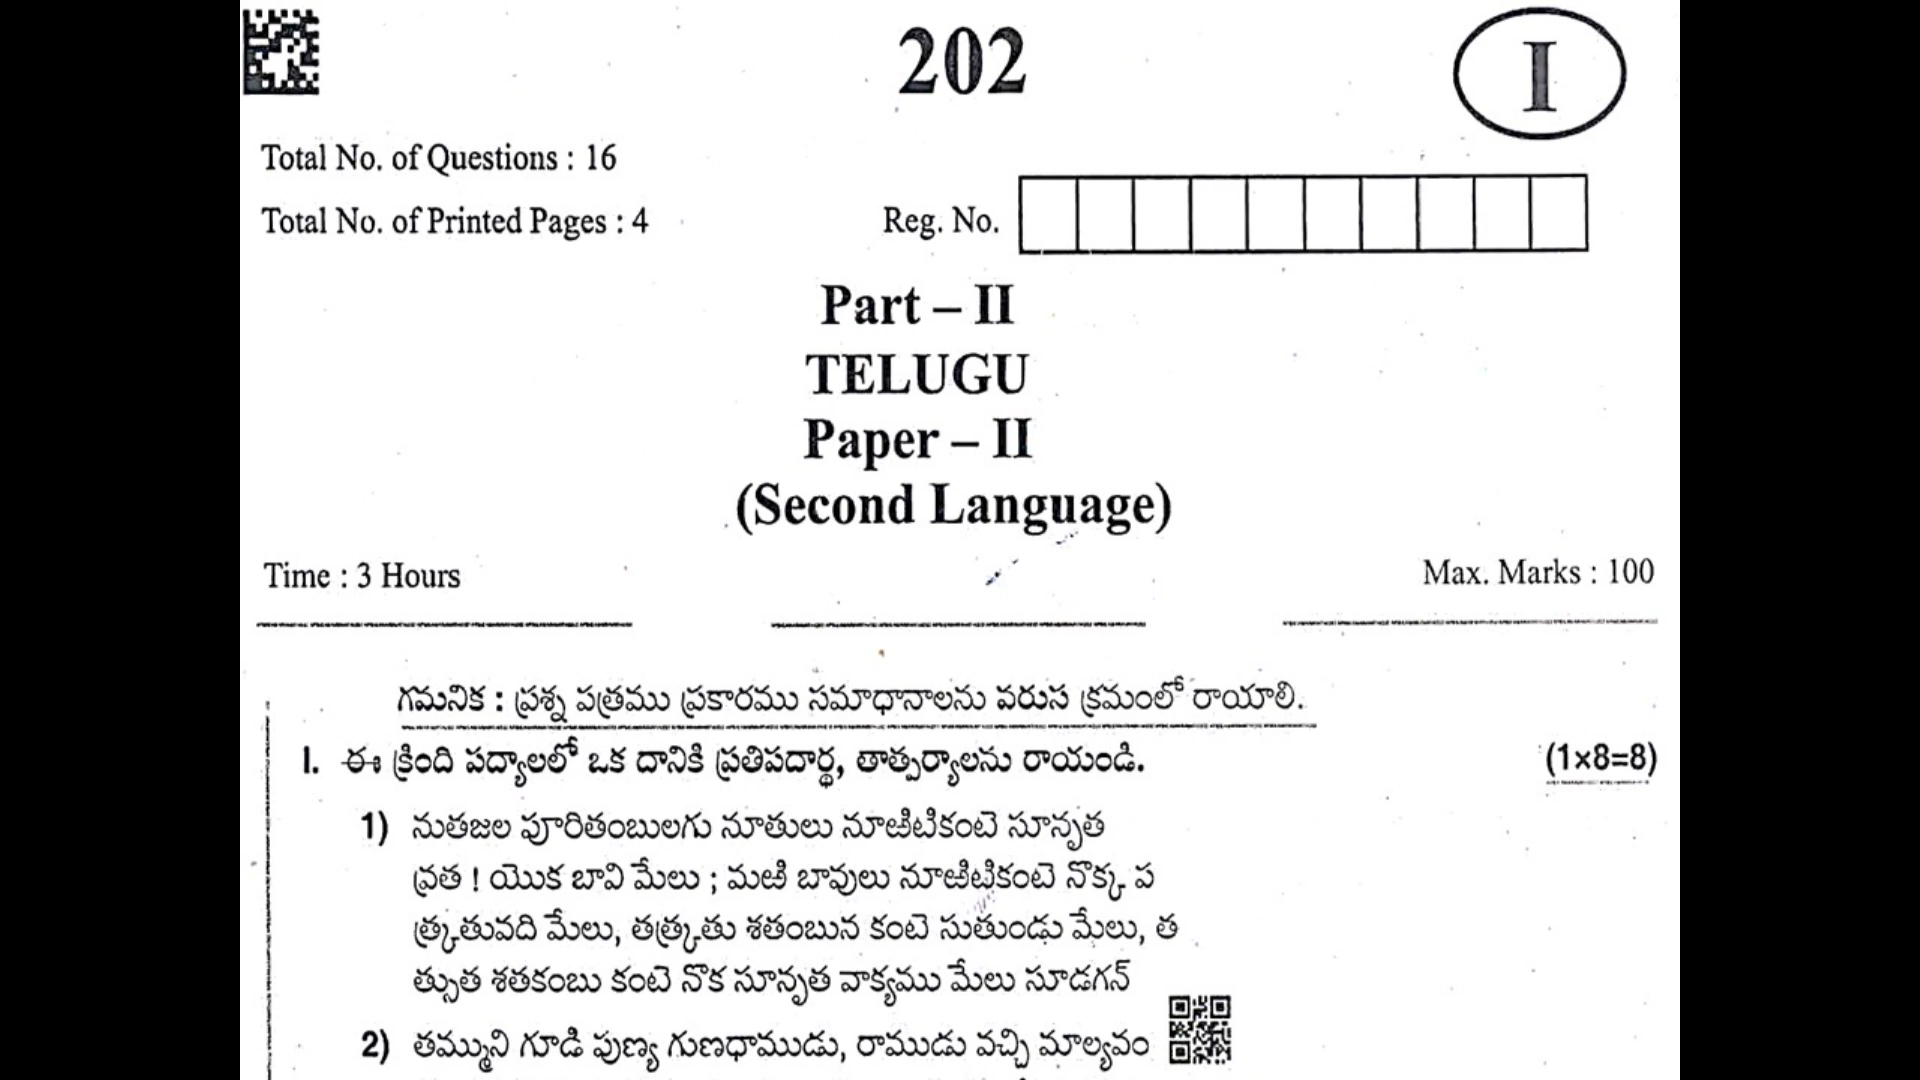 202
I
Total No. of Questions : 16
Total No. of Printed Pages : 4
Reg. No.
Part – II
TELUGU
Paper – II
(Second Language)
Time : 3 Hours
Max. Marks : 100
గమనిక : ప్రశ్న పత్రము ప్రకారము సమాధానాలను వరుస క్రమంలో రాయాలి.
I. ఈ క్రింది పద్యాలలో ఒక దానికి ప్రతిపదార్థ, తాత్పర్యాలను రాయండి. (1×8=8)
1) నుతజల పూరితంబులగు నూతులు నూఱిటికంటె సూనృత
వ్రత ! యొక బావి మేలు ; మఱి బావులు నూఱిటికంటె నొక్క ప
త్క్రతువది మేలు, తత్క్రతు శతంబున కంటె సుతుండు మేలు, త
త్సుత శతకంబు కంటె నొక సూనృత వాక్యము మేలు సూడగన్
2) తమ్ముని గూడి పుణ్య గుణధాముడు, రాముడు వచ్చి మాల్యవం